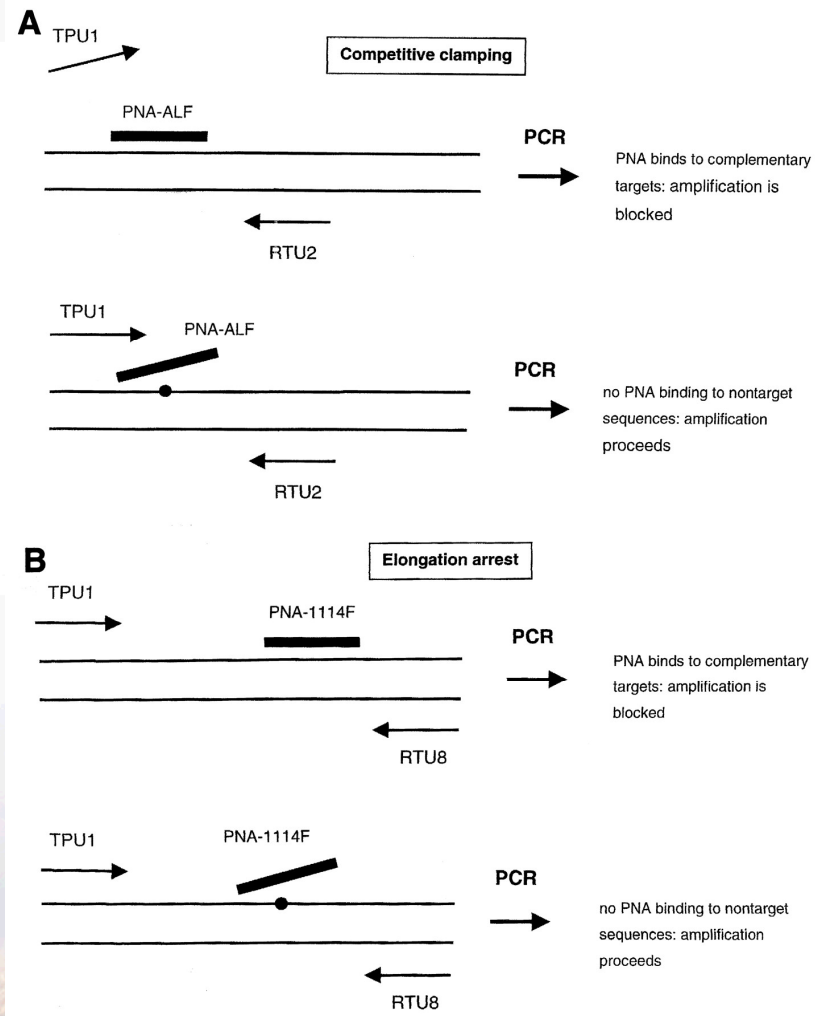 A
TPU1
Competitive clamping
PNA-ALF
PCR
PNA binds to complementary
targets: amplification is
blocked
RTU2
TPU1
PNA-ALF
PCR
no PNA binding to nontarget
sequences: amplification
proceeds
RTU2
B
Elongation arrest
TPU1
PNA-1114F
PCR
PNA binds to complementary
targets: amplification is
blocked
RTU8
TPU1
PNA-1114F
PCR
no PNA binding to nontarget
sequences: amplification
proceeds
RTU8